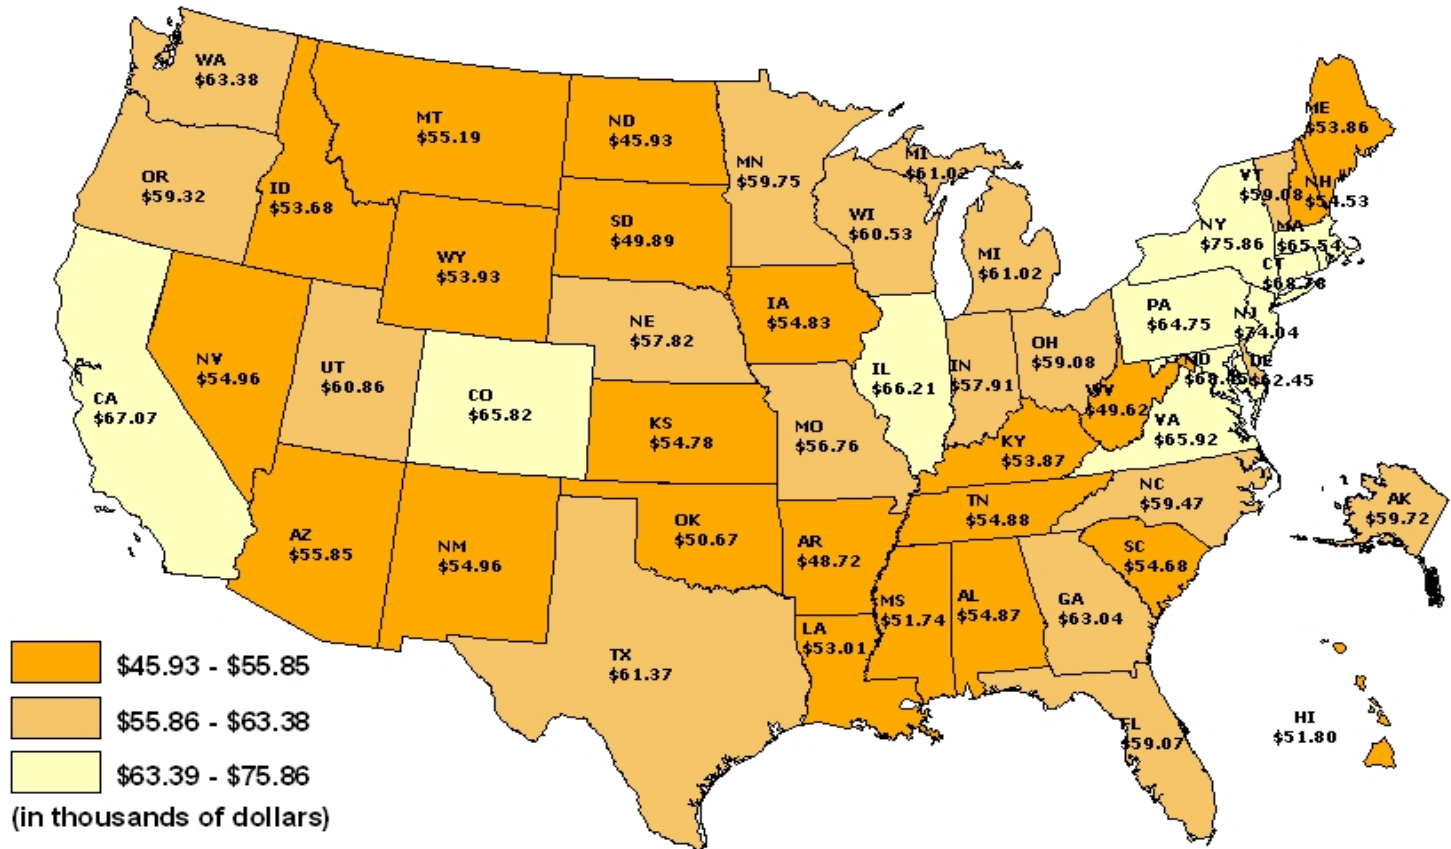 WA
$63.38
OR
$59.32
CA
$67.07
ID
$53.68
NV
$54.96
MT
$55.19
WY
$53.93
UT
$60.86
AZ
$55.85
CO
$65.82
NM
$54.96
ND
$45.93
SD
$49.89
NE
$57.82
KS
$54.78
OK
$50.67
TX
$61.37
MN
$59.75
IA
$54.83
MO
$56.76
AR
$48.72
LA
$53.01
WI
$60.53
IL
$66.21
MI
$61.02
MI
$61.02
IN
$57.91
OH
$59.08
KY
$53.87
TN
$54.88
MS
$51.74
AL
$54.87
GA
$63.04
FL
$59.07
SC
$54.68
NC
$59.47
VA
$65.92
WV
$49.62
PA
$64.75
NY
$75.86
VT
$59.08
NH
$54.53
ME
$53.86
MA
$65.54
CT
$68.78
NJ
$74.04
MD
DE
$62.45
AK
$59.72
HI
$51.80
$45.93 - $55.85
$55.86 - $63.38
$63.39 - $75.86
(in thousands of dollars)